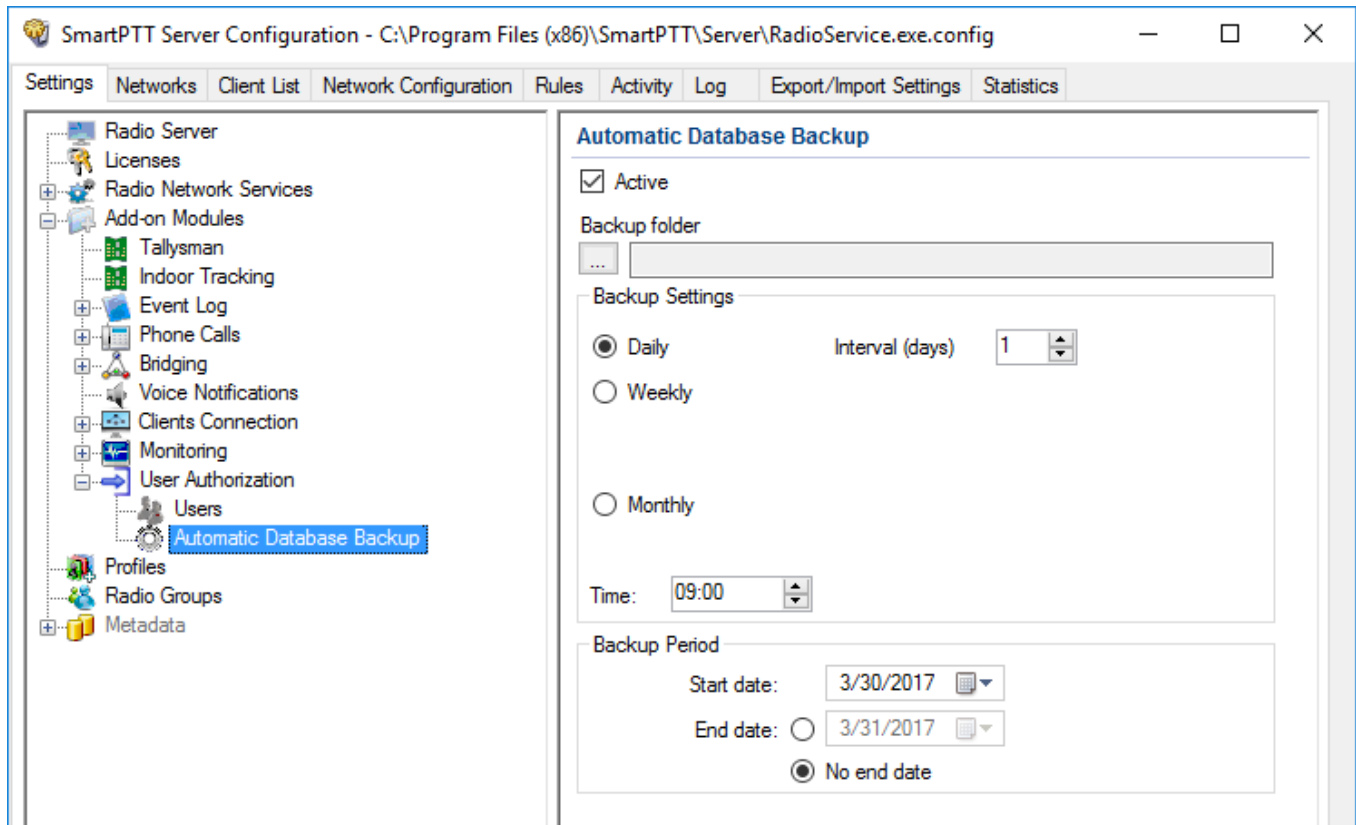 SmartPTT Server Configuration - C:\Program Files (x86)\SmartPTT\Server\RadioService.exe.config
Settings Networks Client List Network Configuration Rules Activity Log Export/Import Settings Statistics
Radio Server
Licenses
Radio Network Services
Add-on Modules
Tallysman
Indoor Tracking
Event Log
Phone Calls
Bridging
Voice Notifications
Clients Connection
Monitoring
User Authorization
Users
Automatic Database Backup
Profiles
Radio Groups
Metadata
Automatic Database Backup
Active
Backup folder
...
Backup Settings
Daily Interval (days) 1
Weekly
Monthly
Time: 09:00
Backup Period
Start date: 3/30/2017
End date: 3/31/2017
No end date